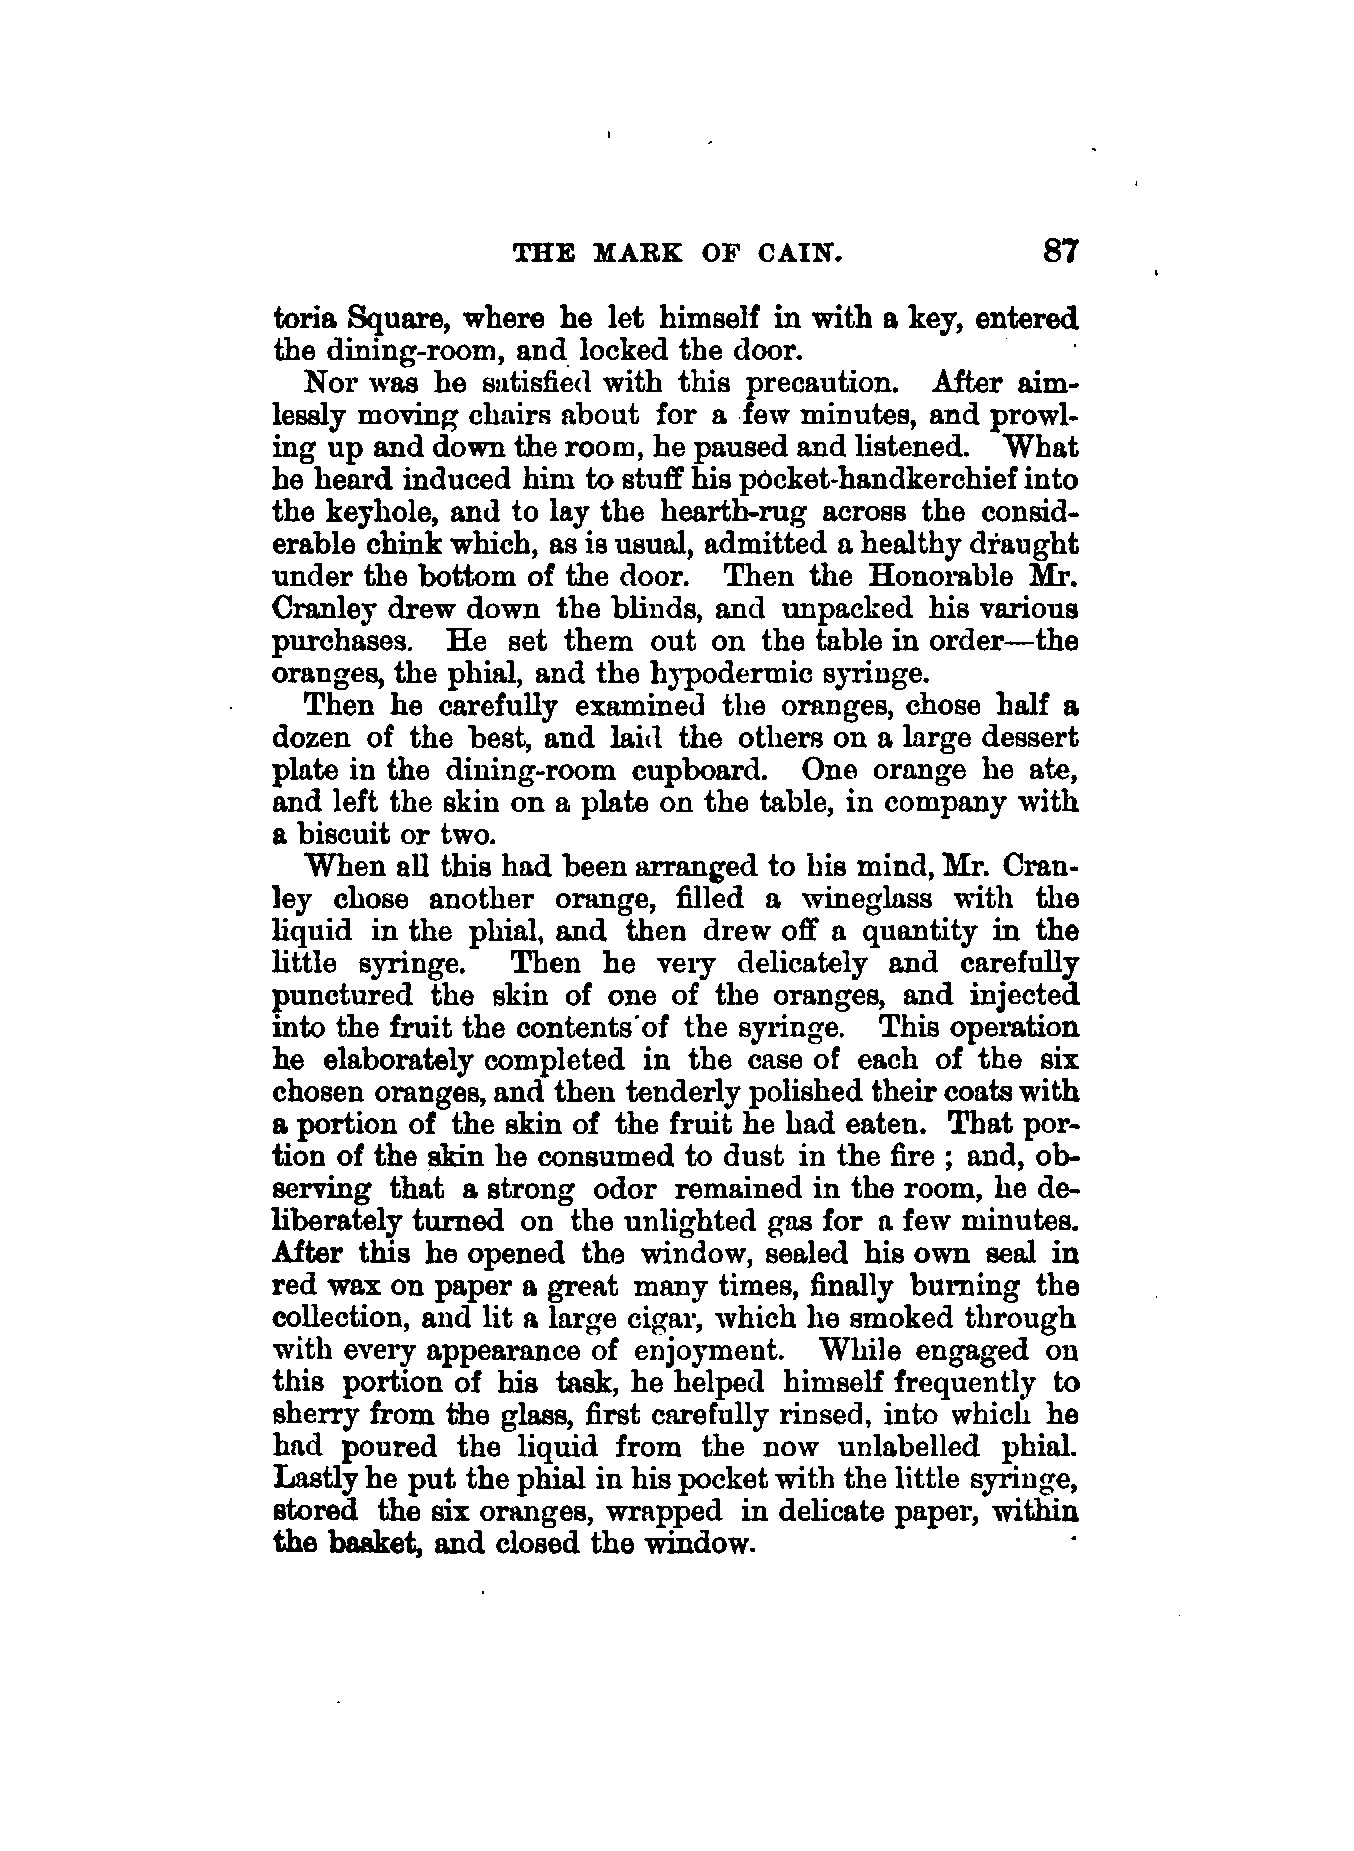 THE MARK OF CAIN. 87
toria Square, where he let himself in with a key, entered
the dining-room, and locked the door.
Nor was he satisfied with this precaution. After aim-
lessly moving chairs about for a few minutes, and prowl-
ing up and down the room, he paused and listened. What
he heard induced him to stuff his pocket-handkerchief into
the keyhole, and to lay the hearth-rug across the consid-
erable chink which, as is usual, admitted a healthy draught
under the bottom of the door. Then the Honorable Mr.
Cranley drew down the blinds, and unpacked his various
purchases. He set them out on the table in order—the
oranges, the phial, and the hypodermic syringe.
Then he carefully examined the oranges, chose half a
dozen of the best, and laid the others on a large dessert
plate in the dining-room cupboard. One orange he ate,
and left the skin on a plate on the table, in company with
a biscuit or two.
When all this had been arranged to his mind, Mr. Cran-
ley chose another orange, filled a wineglass with the
liquid in the phial, and then drew off a quantity in the
little syringe. Then he very delicately and carefully
punctured the skin of one of the oranges, and injected
into the fruit the contents of the syringe. This operation
he elaborately completed in the case of each of the six
chosen oranges, and then tenderly polished their coats with
a portion of the skin of the fruit he had eaten. That por-
tion of the skin he consumed to dust in the fire ; and, ob-
serving that a strong odor remained in the room, he de-
liberately turned on the unlighted gas for a few minutes.
After this he opened the window, sealed his own seal in
red wax on paper a great many times, finally burning the
collection, and lit a large cigar, which he smoked through
with every appearance of enjoyment. While engaged on
this portion of his task, he helped himself frequently to
sherry from the glass, first carefully rinsed, into which he
had poured the liquid from the now unlabelled phial.
Lastly he put the phial in his pocket with the little syringe,
stored the six oranges, wrapped in delicate paper, within
the basket, and closed the window.